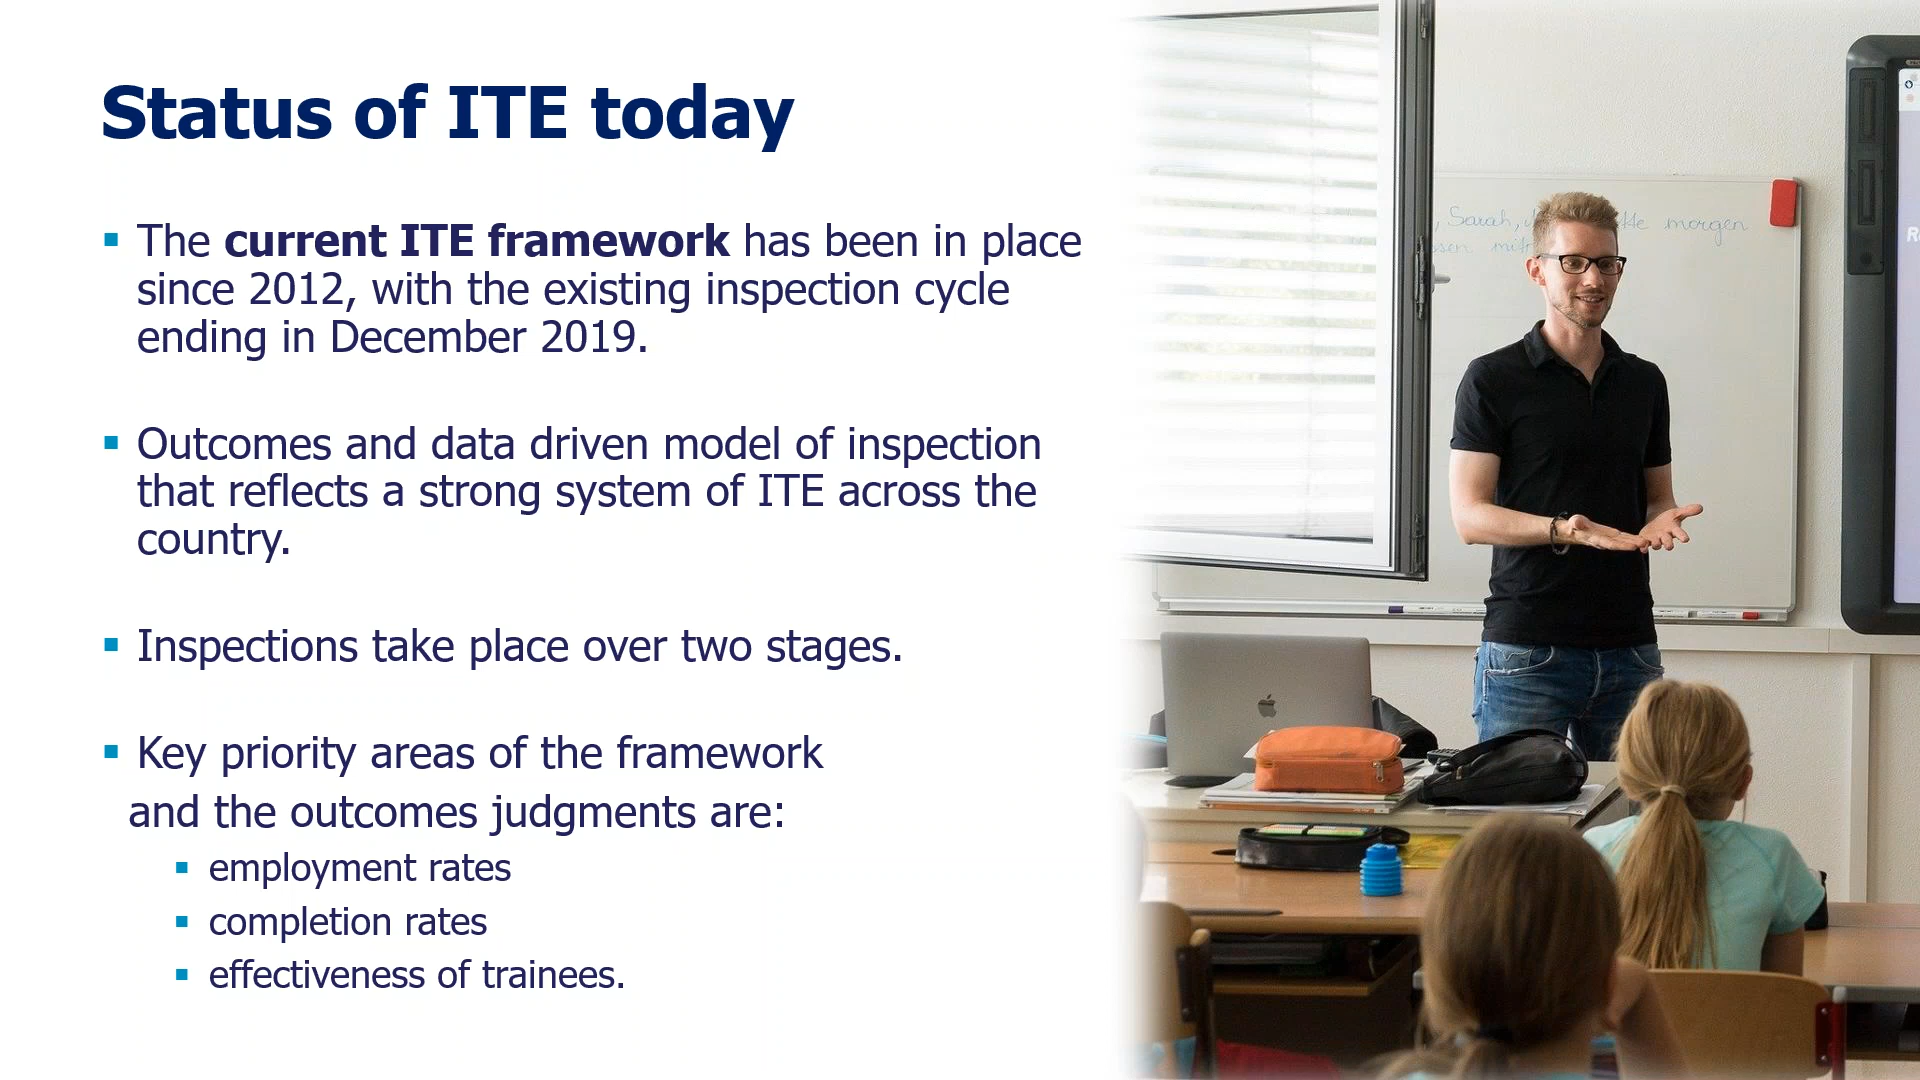 Status of ITE today
▪ The current ITE framework has been in place
since 2012, with the existing inspection cycle
ending in December 2019.
▪ Outcomes and data driven model of inspection
that reflects a strong system of ITE across the
country.
▪ Inspections take place over two stages.
▪ Key priority areas of the framework
and the outcomes judgments are:
▪ employment rates
▪ completion rates
▪ effectiveness of trainees.
Sarah, morgen